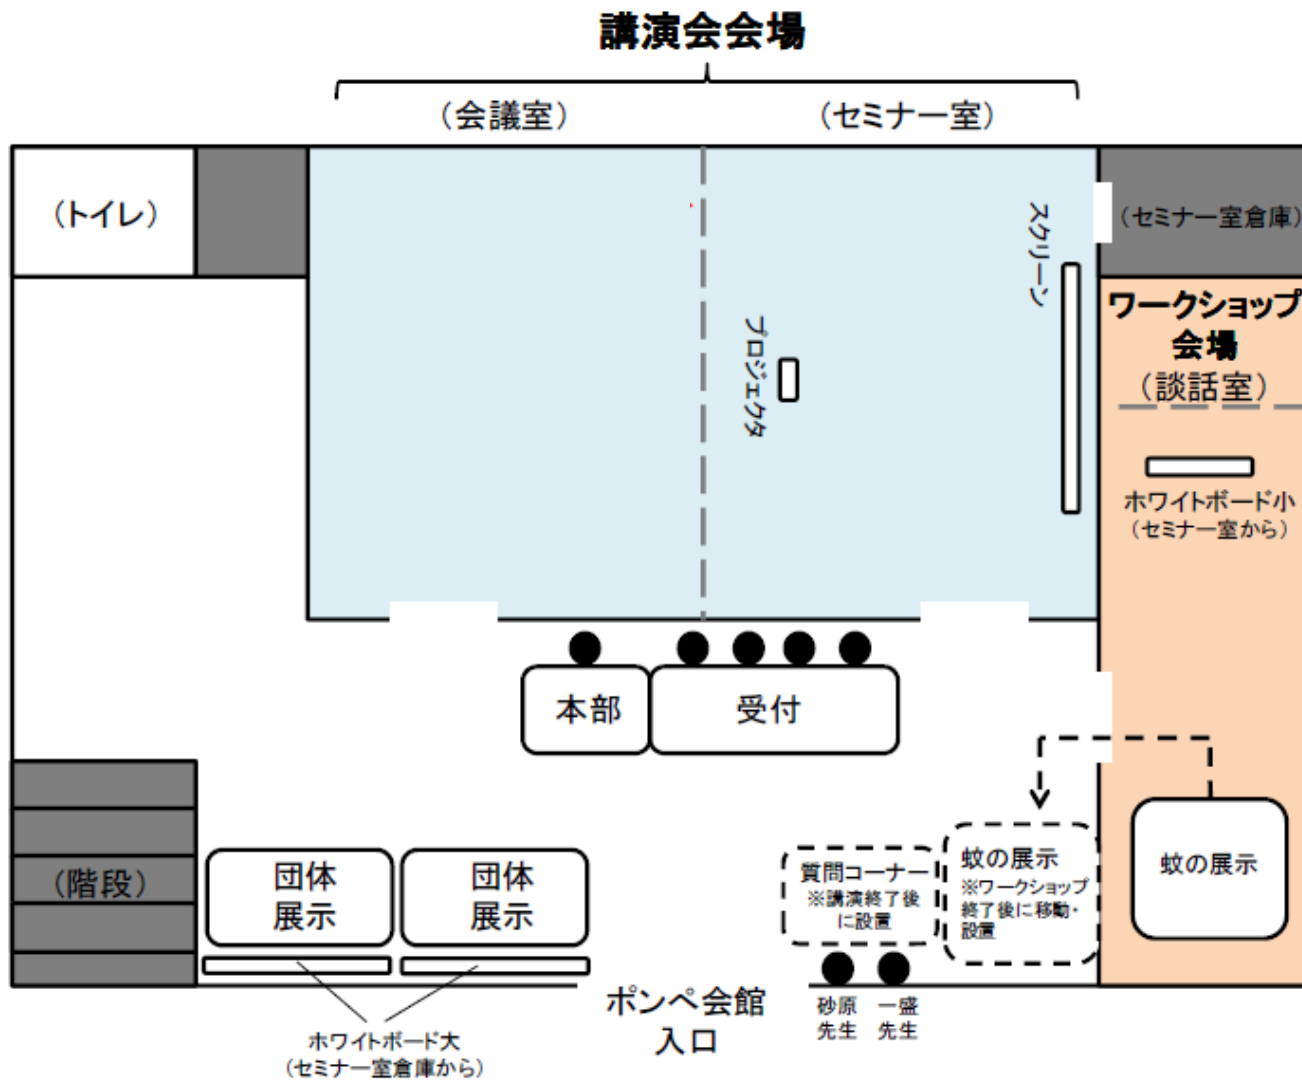 講演会会場
（会議室）
（セミナー室）
（トイレ）
スクリーン
（セミナー室倉庫）
プロジェクタ
ワークショップ
会場
（談話室）
ホワイトボード小
（セミナー室から）
本部
受付
（階段）
団体
展示
団体
展示
質問コーナー
※講演終了後
に設置
蚊の展示
※ワークショップ
終了後に移動・
設置
蚊の展示
ポンペ会館
入口
砂原
先生
一盛
先生
ホワイトボード大
（セミナー室倉庫から）